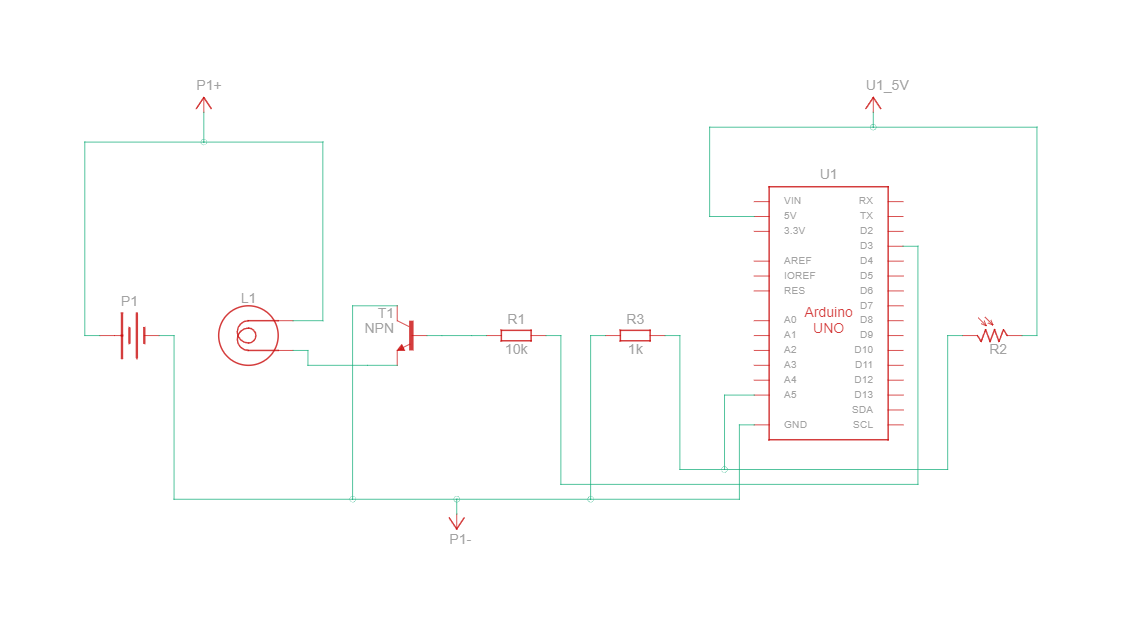 P1+
U1_5V
U1
VIN RX
5V TX
3.3V D2
D3
AREF D4
IOREF D5
RES D6
D7
A0 D8
A1 D9
A2 D10
A3 D11
A4 D12
A5 D13
SDA
GND SCL
Arduino
UNO
P1
L1
T1
NPN
R1
10k
R3
1k
R2
P1-